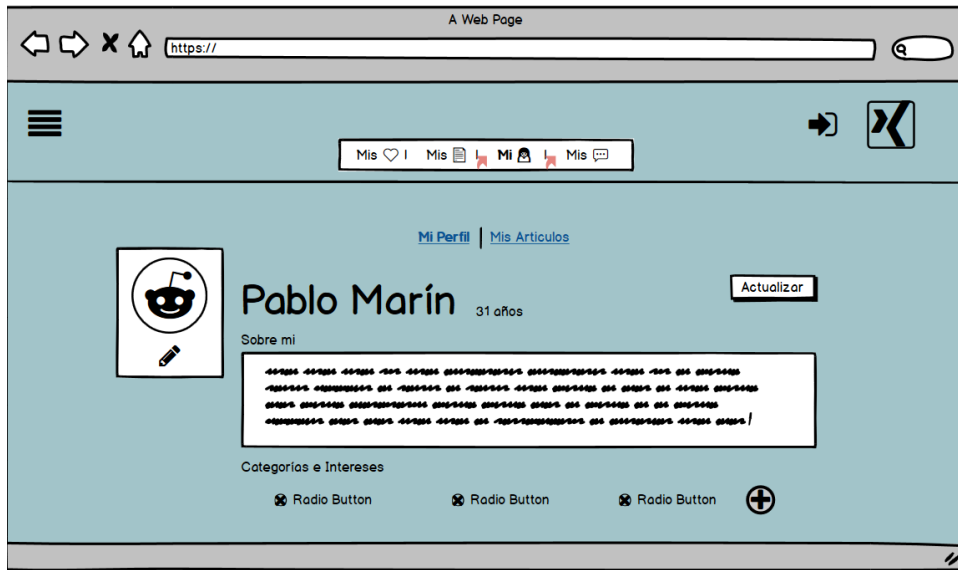 A Web Page
https://
Mis | Mis | Mi | Mis
Mi Perfil | Mis Articulos
Pablo Marín 31 años
Actualizar
Sobre mi
Categorías e Intereses
Radio Button Radio Button Radio Button